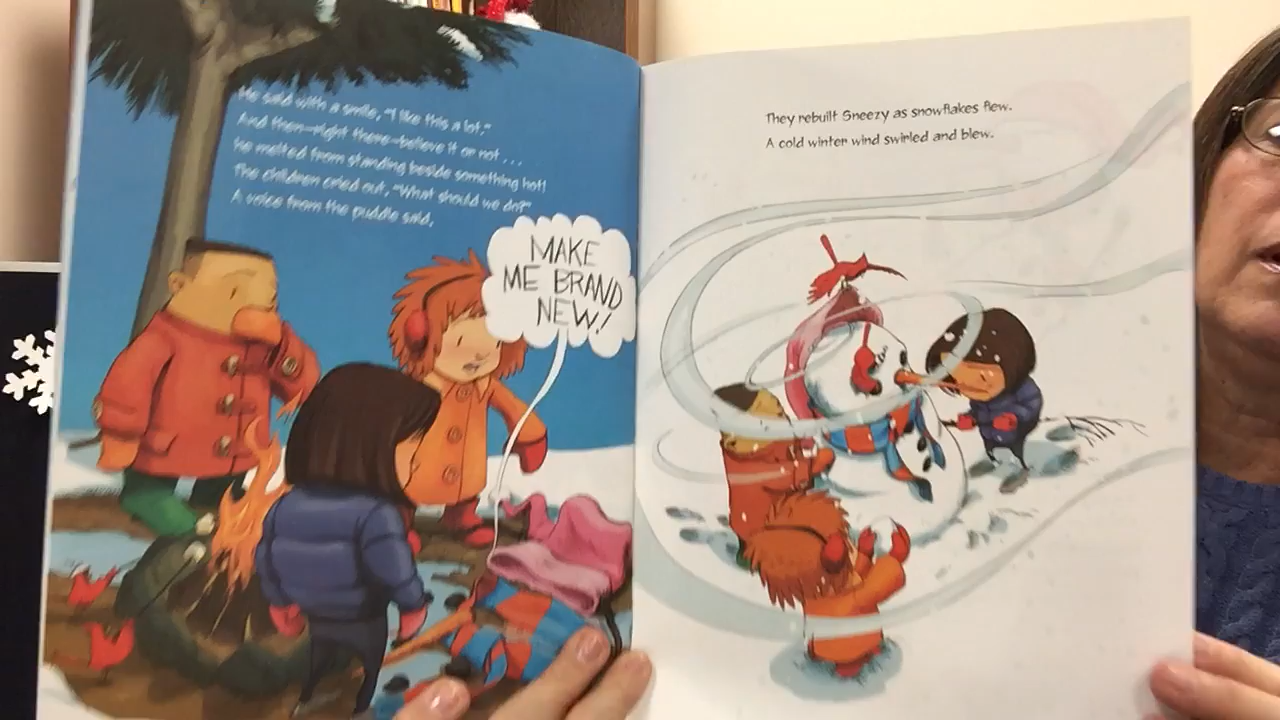 He said with a smile, "I like this a lot."
And then—right there—believe it or not . . .
he melted from standing beside something hot!
The children cried out, "What should we do?"
A voice from the puddle said,
MAKE
ME BRAND
NEW!
They rebuilt Sneezy as snowflakes flew.
A cold winter wind swirled and blew.